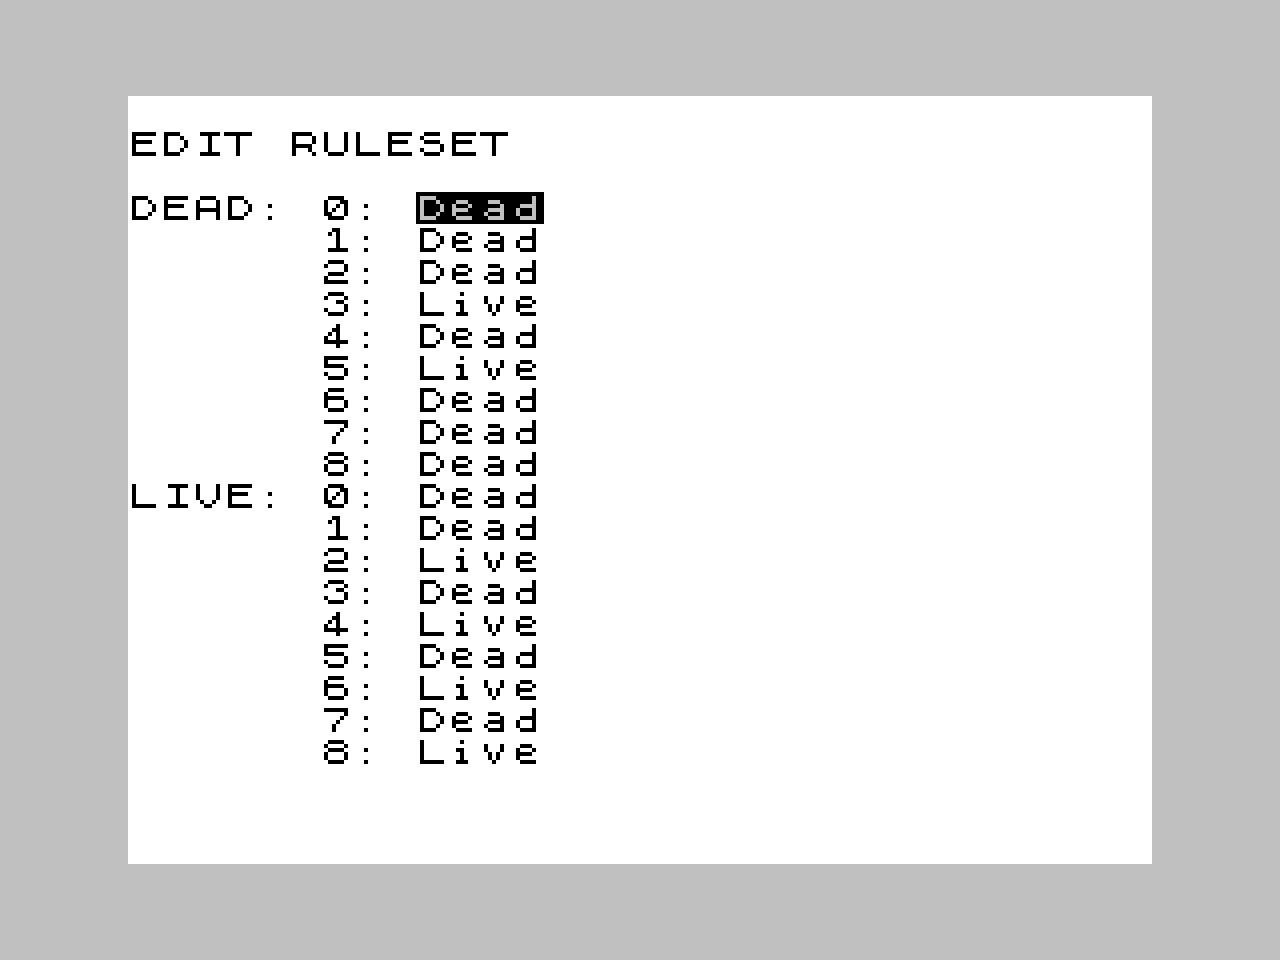 EDIT RULESET
DEAD: 0: Dead
1: Dead
2: Dead
3: Live
4: Dead
5: Live
6: Dead
7: Dead
8: Dead
LIVE: 0: Dead
1: Dead
2: Live
3: Dead
4: Live
5: Dead
6: Live
7: Dead
8: Live